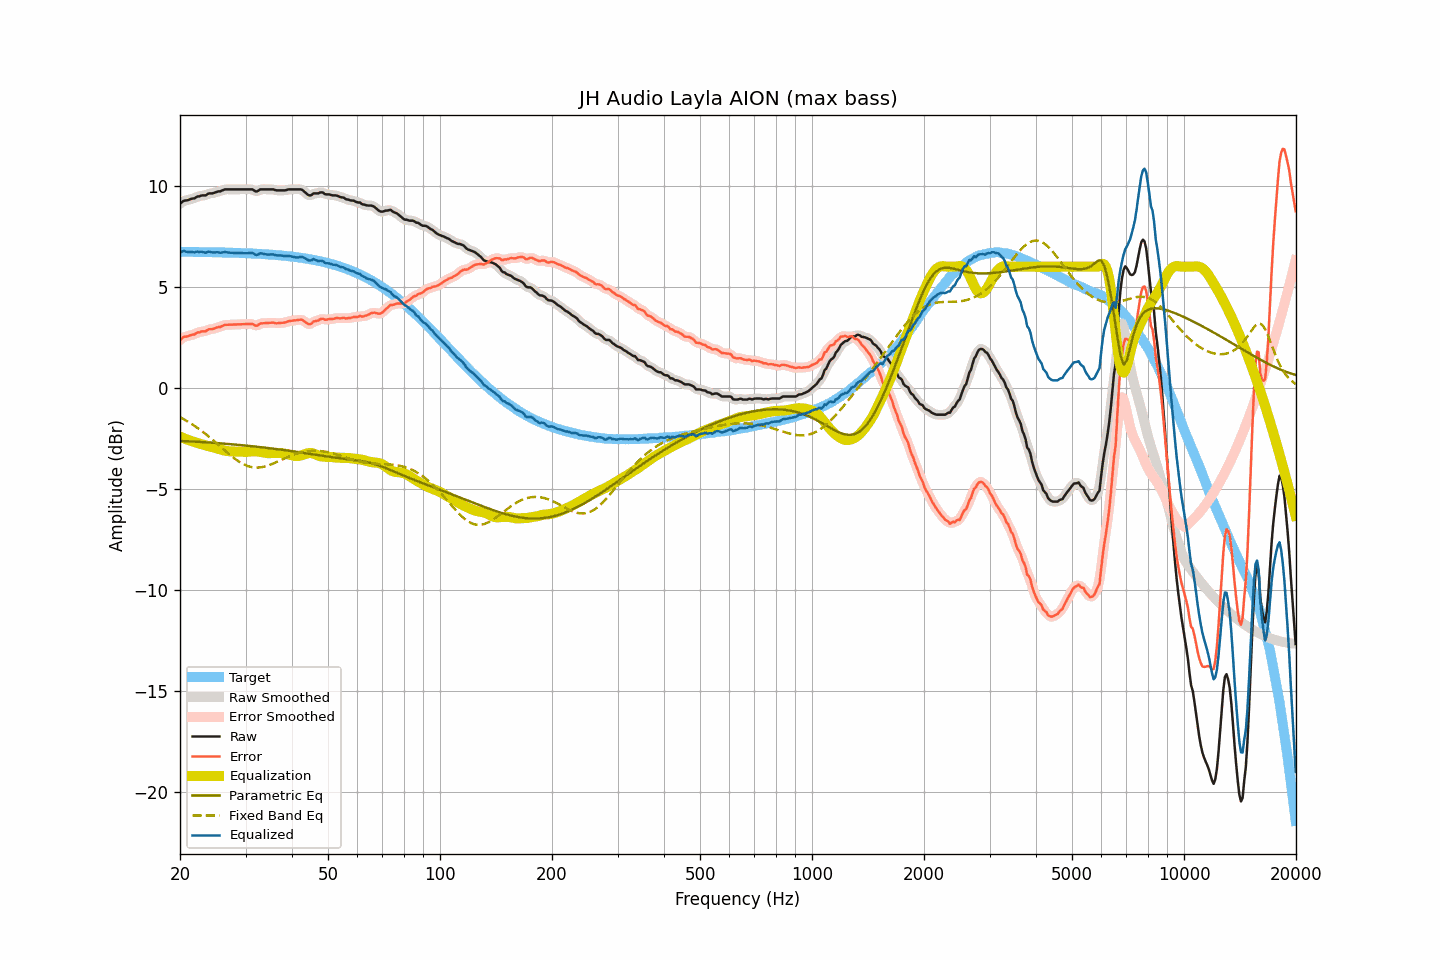 JH Audio Layla AION (max bass)
Amplitude (dBr)
10
5
0
−5
−10
−15
−20
Target
Raw Smoothed
Error Smoothed
Raw
Error
Equalization
Parametric Eq
Fixed Band Eq
Equalized
20 50 100 200 500 1000 2000 5000 10000 20000
Frequency (Hz)